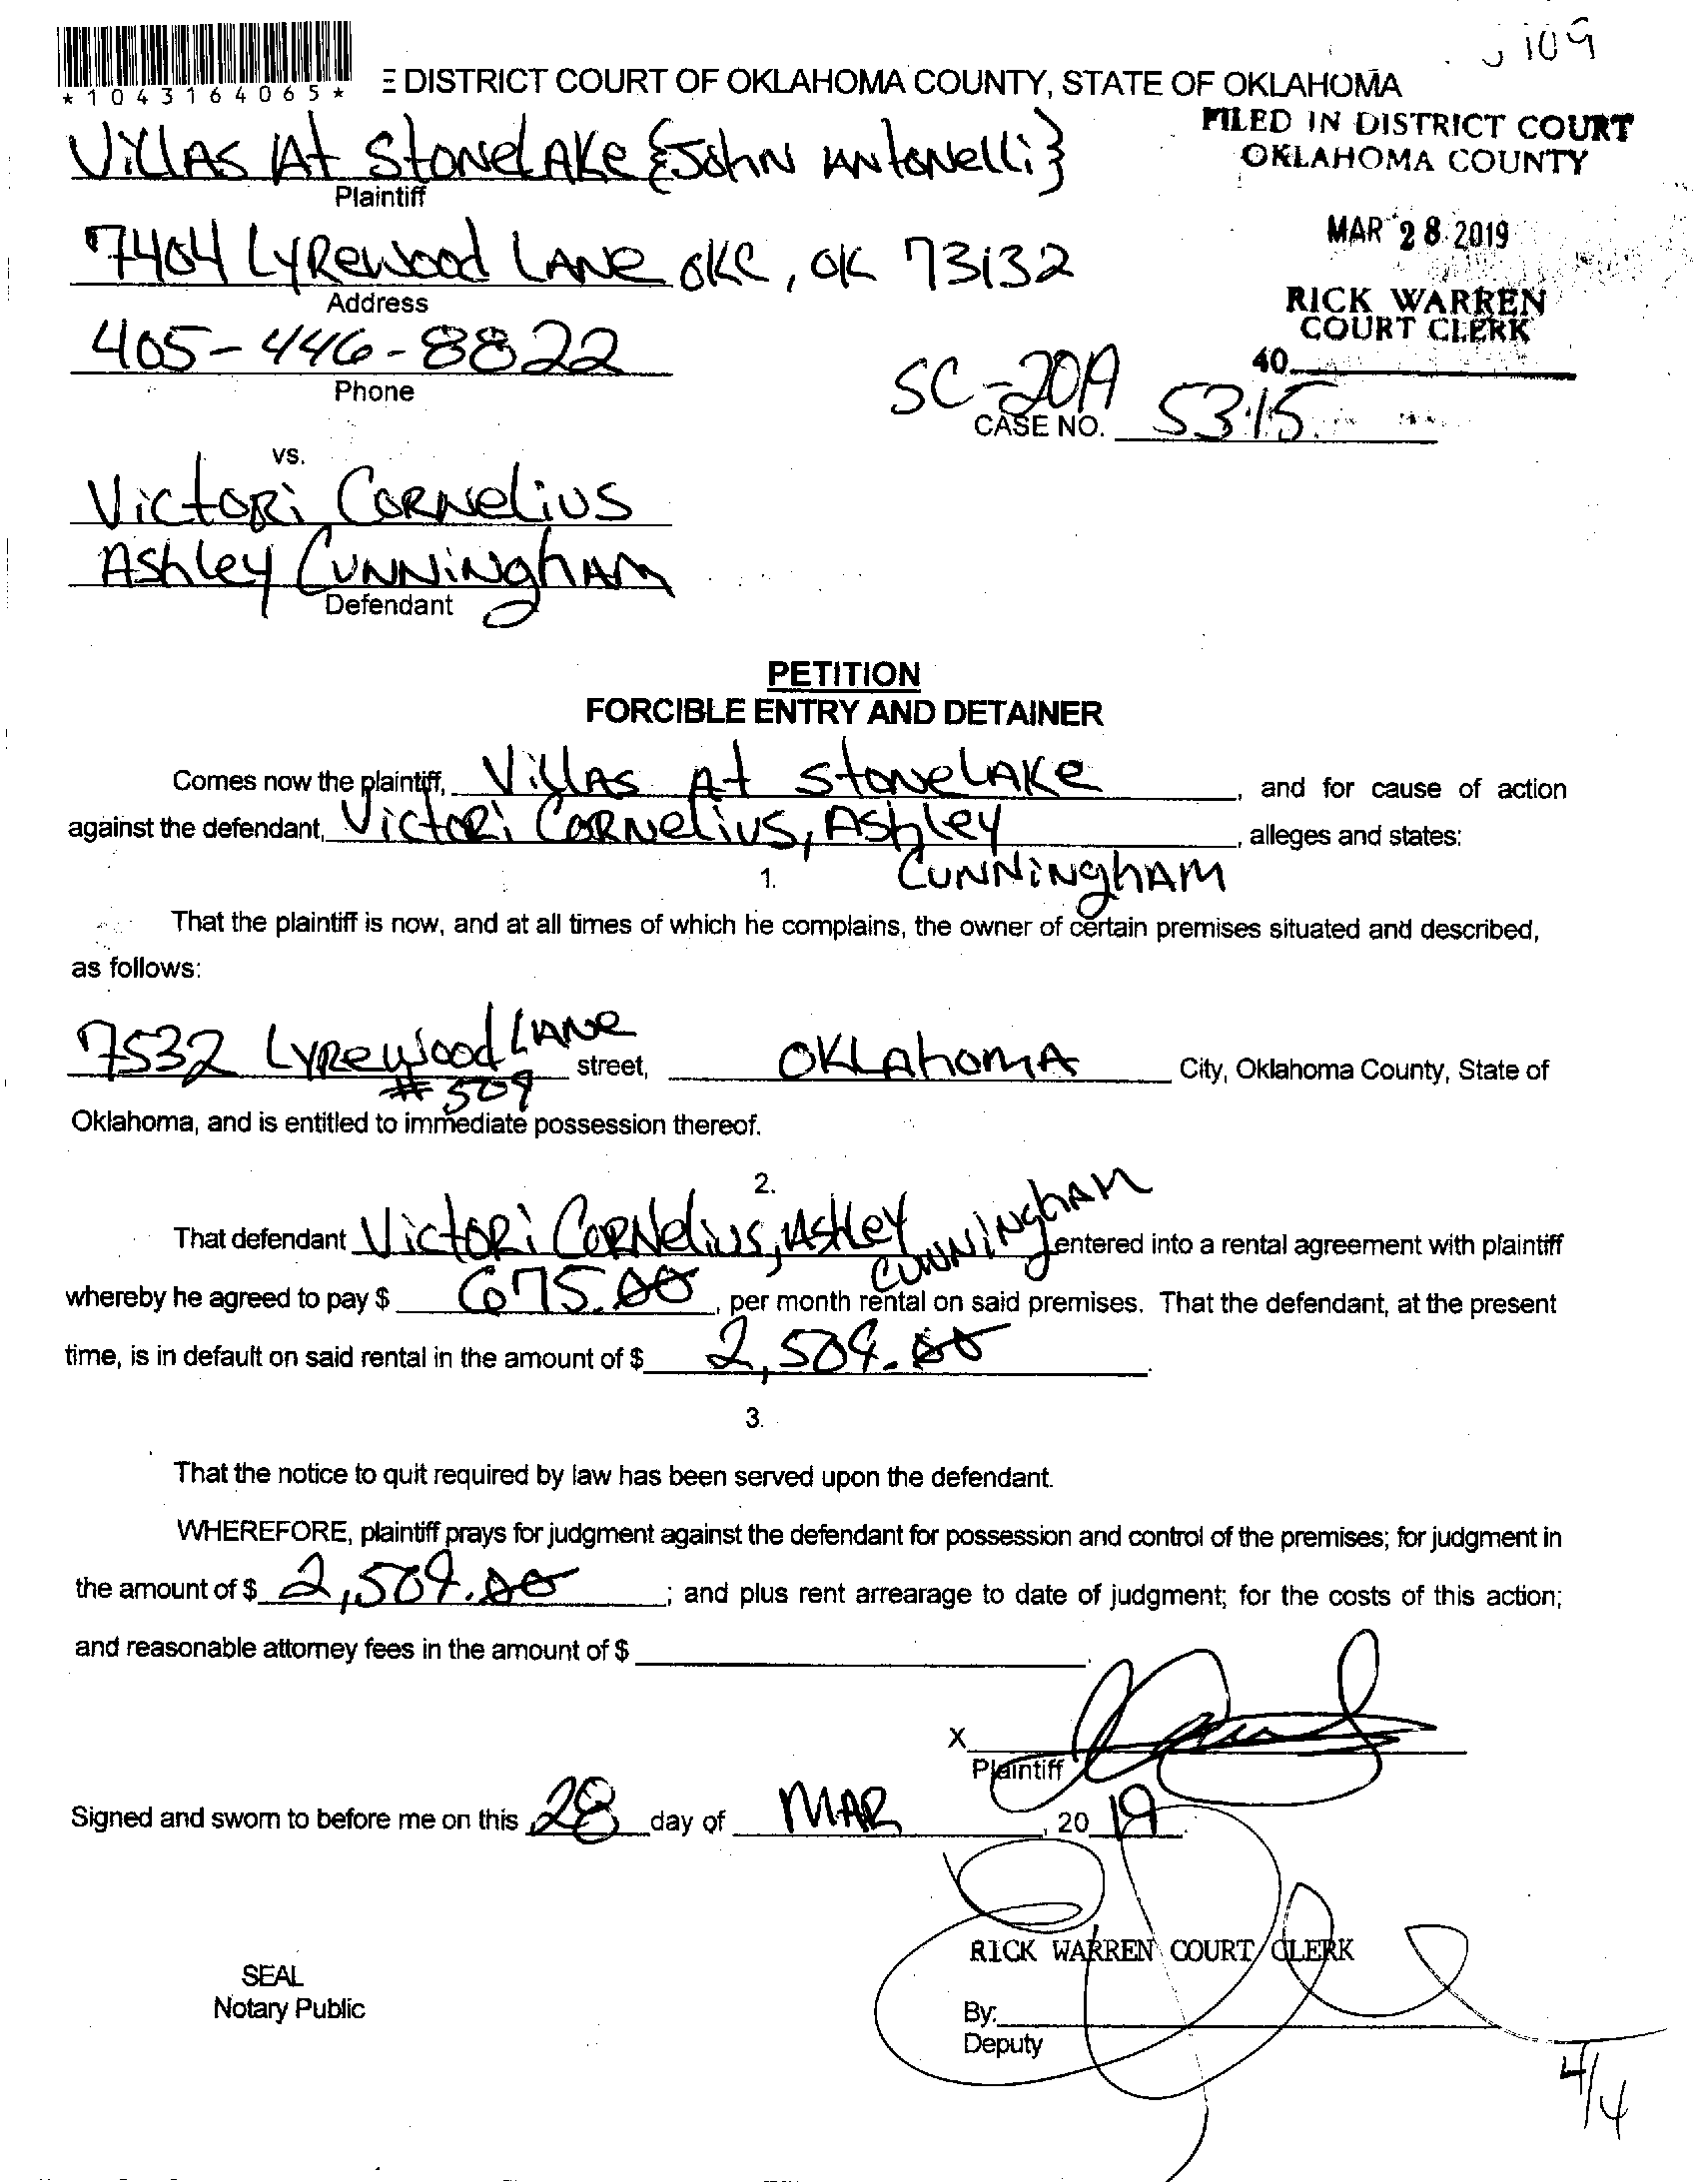 J 109
*1043164065*
E DISTRICT COURT OF OKLAHOMA COUNTY, STATE OF OKLAHOMA
FILED IN DISTRICT COURT
OKLAHOMA COUNTY
Villas At Stonelake {John Antonelli}
Plaintiff
MAR 28 2019
7404 Lyrewood Lane OKC, OK 73132
Address
RICK WARREN
COURT CLERK
405-446-8822
Phone
40
SC-2019
CASE NO. 5315
vs.
Victori Cornelius
Ashley Cunningham
Defendant
PETITION
FORCIBLE ENTRY AND DETAINER
Comes now the plaintiff, Villas At Stonelake, and for cause of action
against the defendant, Victori Cornelius, Ashley, alleges and states:
Cunningham
1.
That the plaintiff is now, and at all times of which he complains, the owner of certain premises situated and described,
as follows:
7532 Lyrewood Lane street, Oklahoma City, Oklahoma County, State of
#509
Oklahoma, and is entitled to immediate possession thereof.
2.
That defendant Victori Cornelius, Ashley Cunningham entered into a rental agreement with plaintiff
whereby he agreed to pay $ 675.00, per month rental on said premises. That the defendant, at the present
time, is in default on said rental in the amount of $ 2,509.00.
3.
That the notice to quit required by law has been served upon the defendant.
WHEREFORE, plaintiff prays for judgment against the defendant for possession and control of the premises; for judgment in
the amount of $ 2,509.00; and plus rent arrearage to date of judgment; for the costs of this action;
and reasonable attorney fees in the amount of $
X
Plaintiff
Signed and sworn to before me on this 28 day of MAR, 20 19.
RICK WARREN COURT CLERK
SEAL
Notary Public
By:
Deputy
4/4